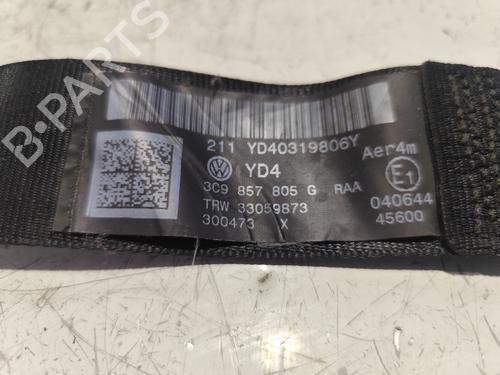 B-PARTS
211 YD40319806Y
YD4
Aer4m
3C9 857 805 G RAA
E1
TRW 33059873
040644
300473 X
45600